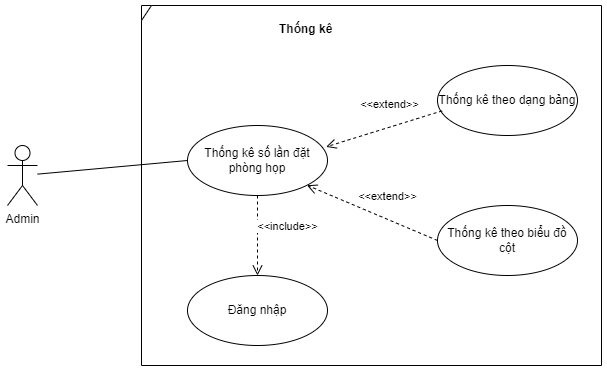 Thống kê
Thống kê theo dạng bảng
<<extend>>
Thống kê số lần đặt
phòng họp
Admin
<<extend>>
Thống kê theo biểu đồ
cột
<<include>>
Đăng nhập